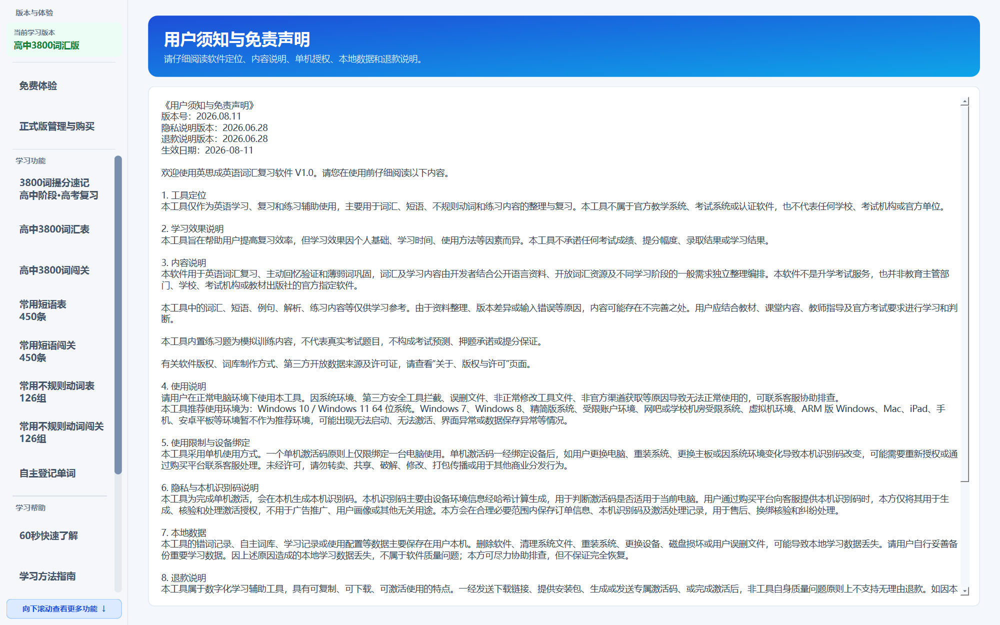 版本与体验
当前学习版本
高中3800词汇版
免费体验
正式版管理与购买
学习功能
3800词提分速记
高中阶段•高考复习
高中3800词汇表
高中3800词闯关
常用短语表
450条
常用短语闯关
450条
常用不规则动词表
126组
常用不规则动词闯关
126组
自主登记单词
学习帮助
60秒快速了解
学习方法指南
向下滚动查看更多功能 ↓
用户须知与免责声明
请仔细阅读软件定位、内容说明、单机授权、本地数据和退款说明。
《用户须知与免责声明》
版本号：2026.08.11
隐私说明版本：2026.06.28
退款说明版本：2026.06.28
生效日期：2026-08-11
欢迎使用英思成英语词汇复习软件 V1.0。请您在使用前仔细阅读以下内容。
1. 工具定位
本工具仅作为英语学习、复习和练习辅助使用，主要用于词汇、短语、不规则动词和练习内容的整理与复习。本工具不属于官方教学系统、考试系统或认证软件，也不代表任何学校、考试机构或官方单位。
2. 学习效果说明
本工具旨在帮助用户提高复习效率，但学习效果因个人基础、学习时间、使用方法等因素而异。本工具不承诺任何考试成绩、提分幅度、录取结果或学习结果。
3. 内容说明
本软件用于英语词汇复习、主动回忆验证和薄弱词巩固，词汇及学习内容由开发者结合公开语言资料、开放词汇资源及不同学习阶段的一般需求独立整理编排。本软件不是升学考试服务，也并非教育主管部
门、学校、考试机构或教材出版社的官方指定软件。
本工具中的词汇、短语、例句、解析、练习内容等仅供学习参考。由于资料整理、版本差异或输入错误等原因，内容可能存在不完善之处。用户应结合教材、课堂内容、教师指导及官方考试要求进行学习和判
断。
本工具内置练习题为模拟训练内容，不代表真实考试题目，不构成考试预测、押题承诺或提分保证。
有关软件版权、词库制作方式、第三方开放数据来源及许可证，请查看“关于、版权与许可”页面。
4. 使用说明
请用户在正常电脑环境下使用本工具。因系统环境、第三方安全工具拦截、误删文件、非正常修改工具文件、非官方渠道获取等原因导致无法正常使用的，可联系客服协助排查。
本工具推荐使用环境为：Windows 10 / Windows 11 64 位系统。Windows 7、Windows 8、精简版系统、受限账户环境、网吧或学校机房受限系统、虚拟机环境、ARM 版 Windows、Mac、iPad、手
机、安卓平板等环境暂不作为推荐环境，可能出现无法启动、无法激活、界面异常或数据保存异常等情况。
5. 使用限制与设备绑定
本工具采用单机使用方式。一个单机激活码原则上仅限绑定一台电脑使用。单机激活码一经绑定设备后，如用户更换电脑、重装系统、更换主板或因系统环境变化导致本机识别码改变，可能需要重新授权或通
过购买平台联系客服处理。未经许可，请勿转卖、共享、破解、修改、打包传播或用于其他商业分发行为。
6. 隐私与本机识别码说明
本工具为完成单机激活，会在本机生成本机识别码。本机识别码主要由设备环境信息经哈希计算生成，用于判断激活码是否适用于当前电脑。用户通过购买平台向客服提供本机识别码时，本方仅将其用于生
成、核验和处理激活授权，不用于广告推广、用户画像或其他无关用途。本方会在合理必要范围内保存订单信息、本机识别码及激活处理记录，用于售后、换绑核验和纠纷处理。
7. 本地数据
本工具的错词记录、自主词库、学习记录或使用配置等数据主要保存在用户本机。删除软件、清理系统文件、重装系统、更换设备、磁盘损坏或用户误删文件，可能导致本地学习数据丢失。请用户自行妥善备
份重要学习数据。因上述原因造成的本地学习数据丢失，不属于软件质量问题；本方可尽力协助排查，但不保证完全恢复。
8. 退款说明
本工具属于数字化学习辅助工具，具有可复制、可下载、可激活使用的特点。一经发送下载链接、提供安装包、生成或发送专属激活码、或完成激活后，非工具自身质量问题原则上不支持无理由退款。如因本